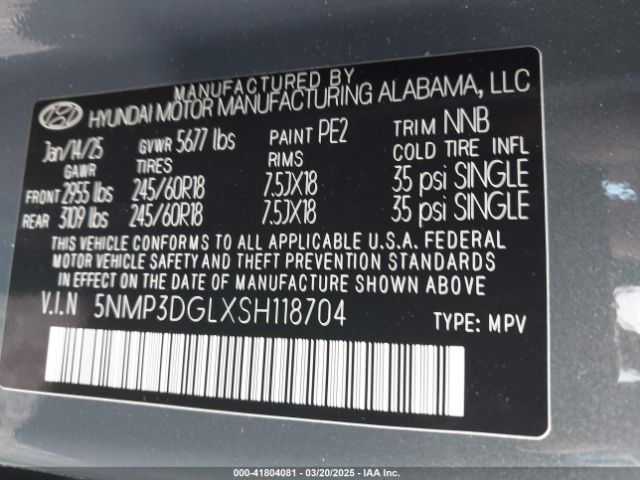 MANUFACTURED BY
HYUNDAI MOTOR MANUFACTURING ALABAMA, LLC
Jan/14/25 GVWR 5677 lbs PAINT PE2 TRIM NNB
GAWR TIRES RIMS COLD TIRE INFL
FRONT 2955 lbs 245/60R18 7.5JX18 35 psi SINGLE
REAR 3109 lbs 245/60R18 7.5JX18 35 psi SINGLE
THIS VEHICLE CONFORMS TO ALL APPLICABLE U.S.A. FEDERAL
MOTOR VEHICLE SAFETY AND THEFT PREVENTION STANDARDS
IN EFFECT ON THE DATE OF MANUFACTURE SHOWN ABOVE
V.I.N 5NMP3DGLXSH118704 TYPE: MPV
000-41804081 - 03/20/2025 - IAA Inc.